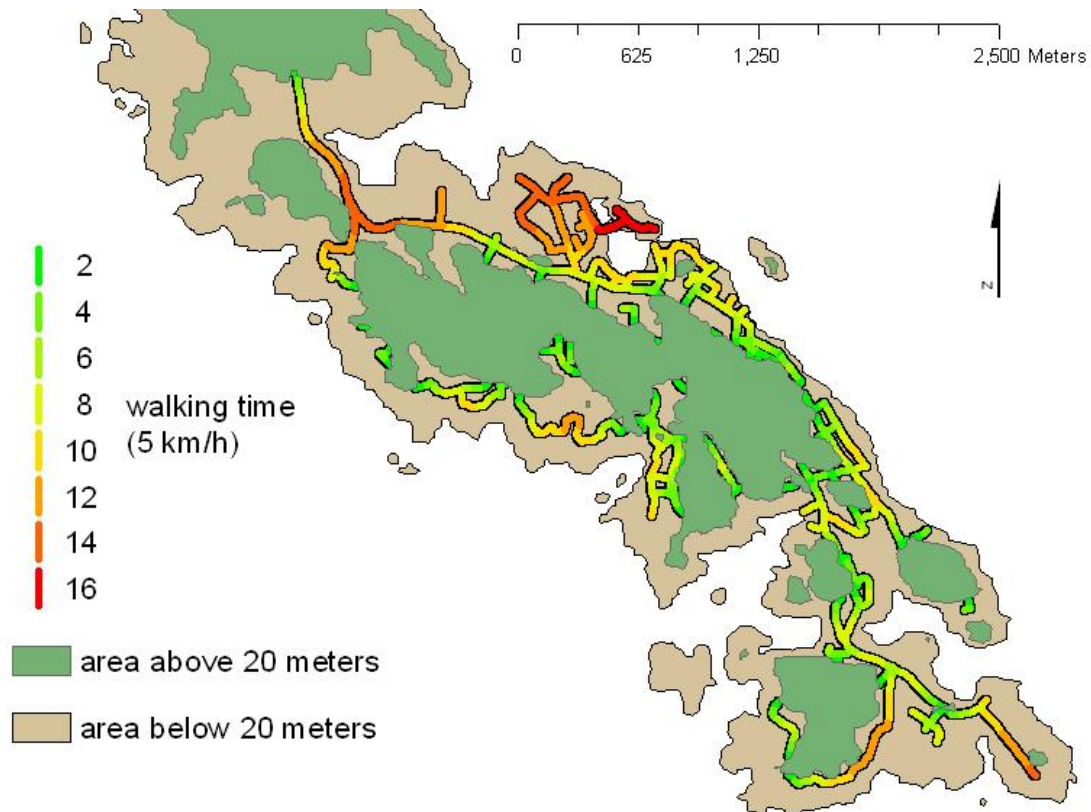 0 625 1,250 2,500 Meters
N
2
4
6
8
10
12
14
16
walking time
(5 km/h)
area above 20 meters
area below 20 meters